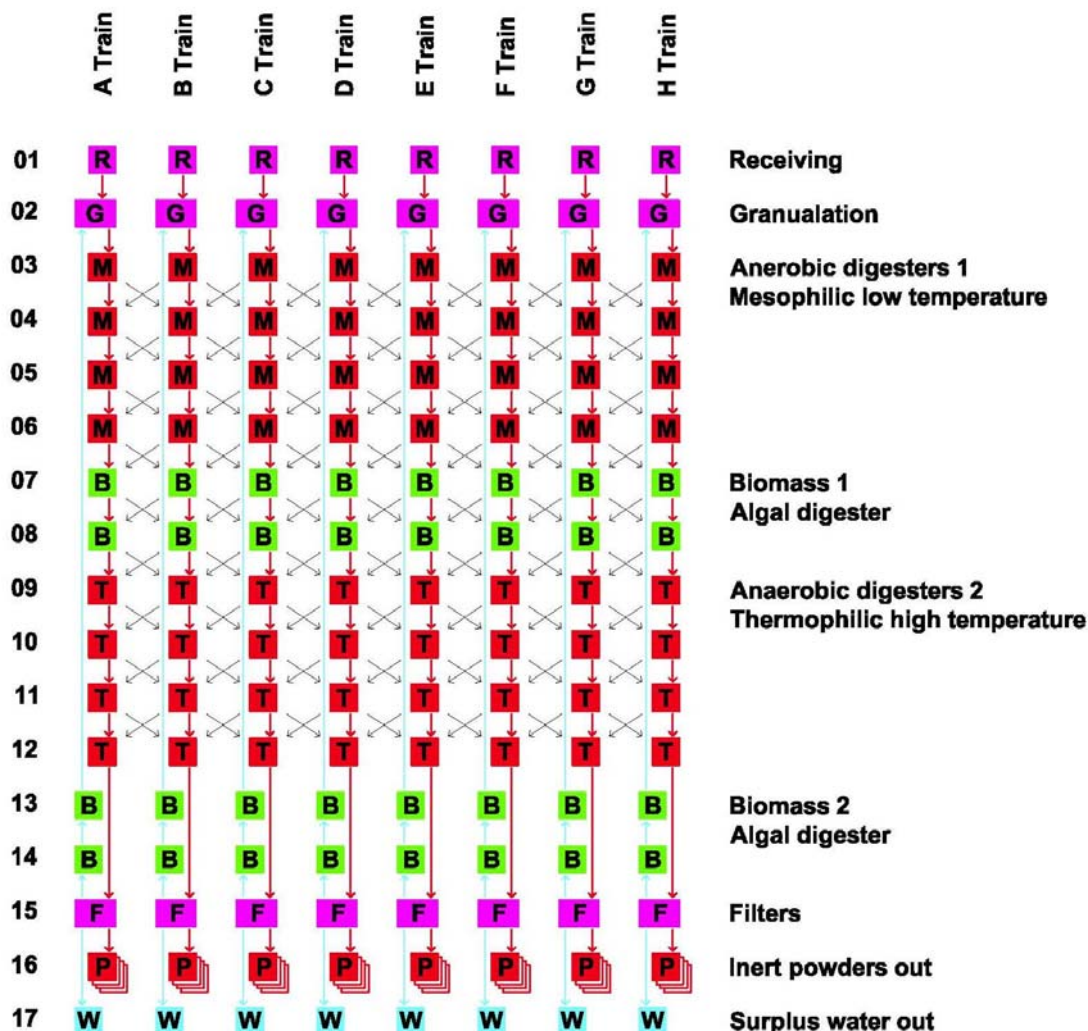 A Train B Train C Train D Train E Train F Train G Train H Train
01 R R R R R R R R Receiving
02 G G G G G G G G Granualation
03 M M M M M M M M Anerobic digesters 1
Mesophilic low temperature
04 M M M M M M M M
05 M M M M M M M M
06 M M M M M M M M
07 B B B B B B B B Biomass 1
Algal digester
08 B B B B B B B B
09 T T T T T T T T Anaerobic digesters 2
Thermophilic high temperature
10 T T T T T T T T
11 T T T T T T T T
12 T T T T T T T T
13 B B B B B B B B Biomass 2
Algal digester
14 B B B B B B B B
15 F F F F F F F F Filters
16 P P P P P P P P Inert powders out
17 W W W W W W W W Surplus water out